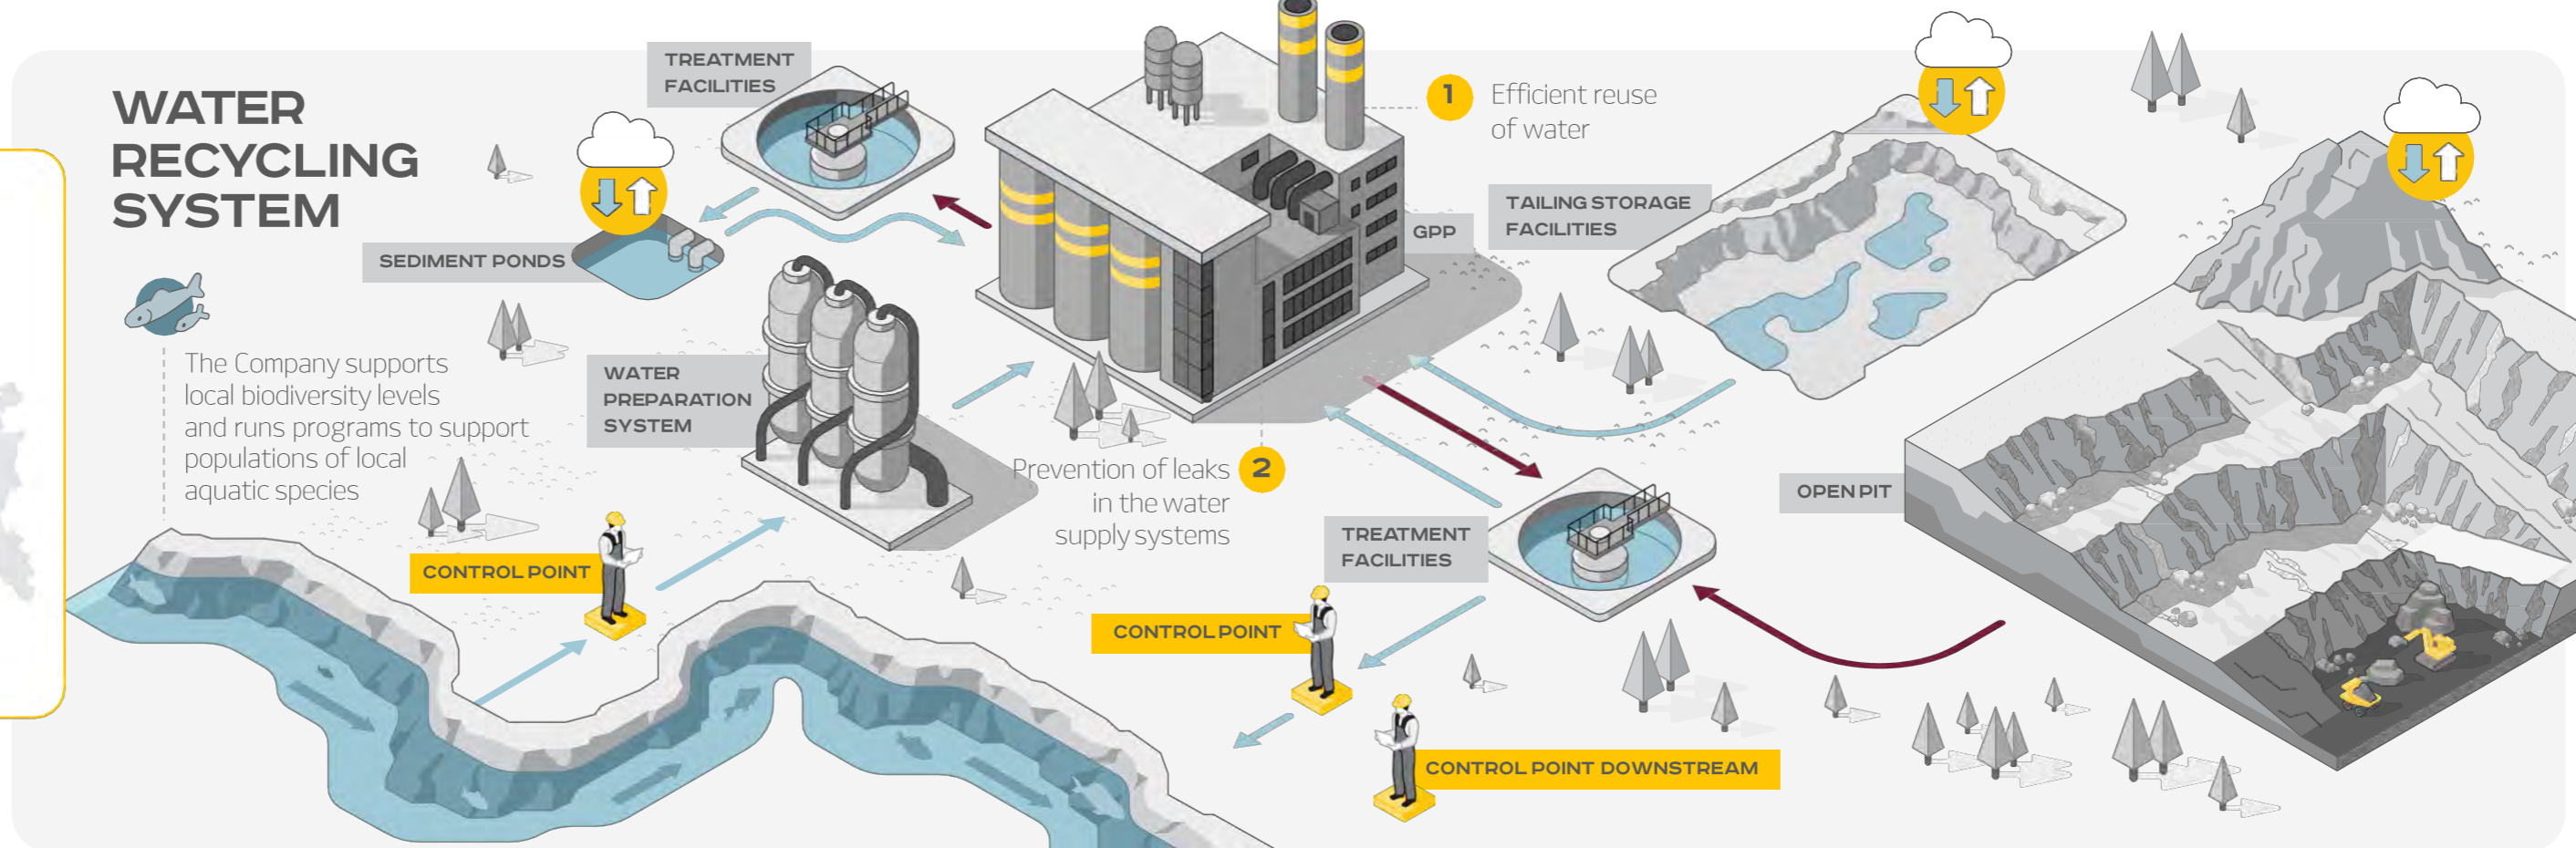 WATER
RECYCLING
SYSTEM
TREATMENT
FACILITIES
SEDIMENT PONDS
The Company supports
local biodiversity levels
and runs programs to support
populations of local
aquatic species
WATER
PREPARATION
SYSTEM
CONTROL POINT
1
Efficient reuse
of water
GPP
TAILING STORAGE
FACILITIES
2
Prevention of leaks
in the water
supply systems
TREATMENT
FACILITIES
OPEN PIT
CONTROL POINT
CONTROL POINT DOWNSTREAM